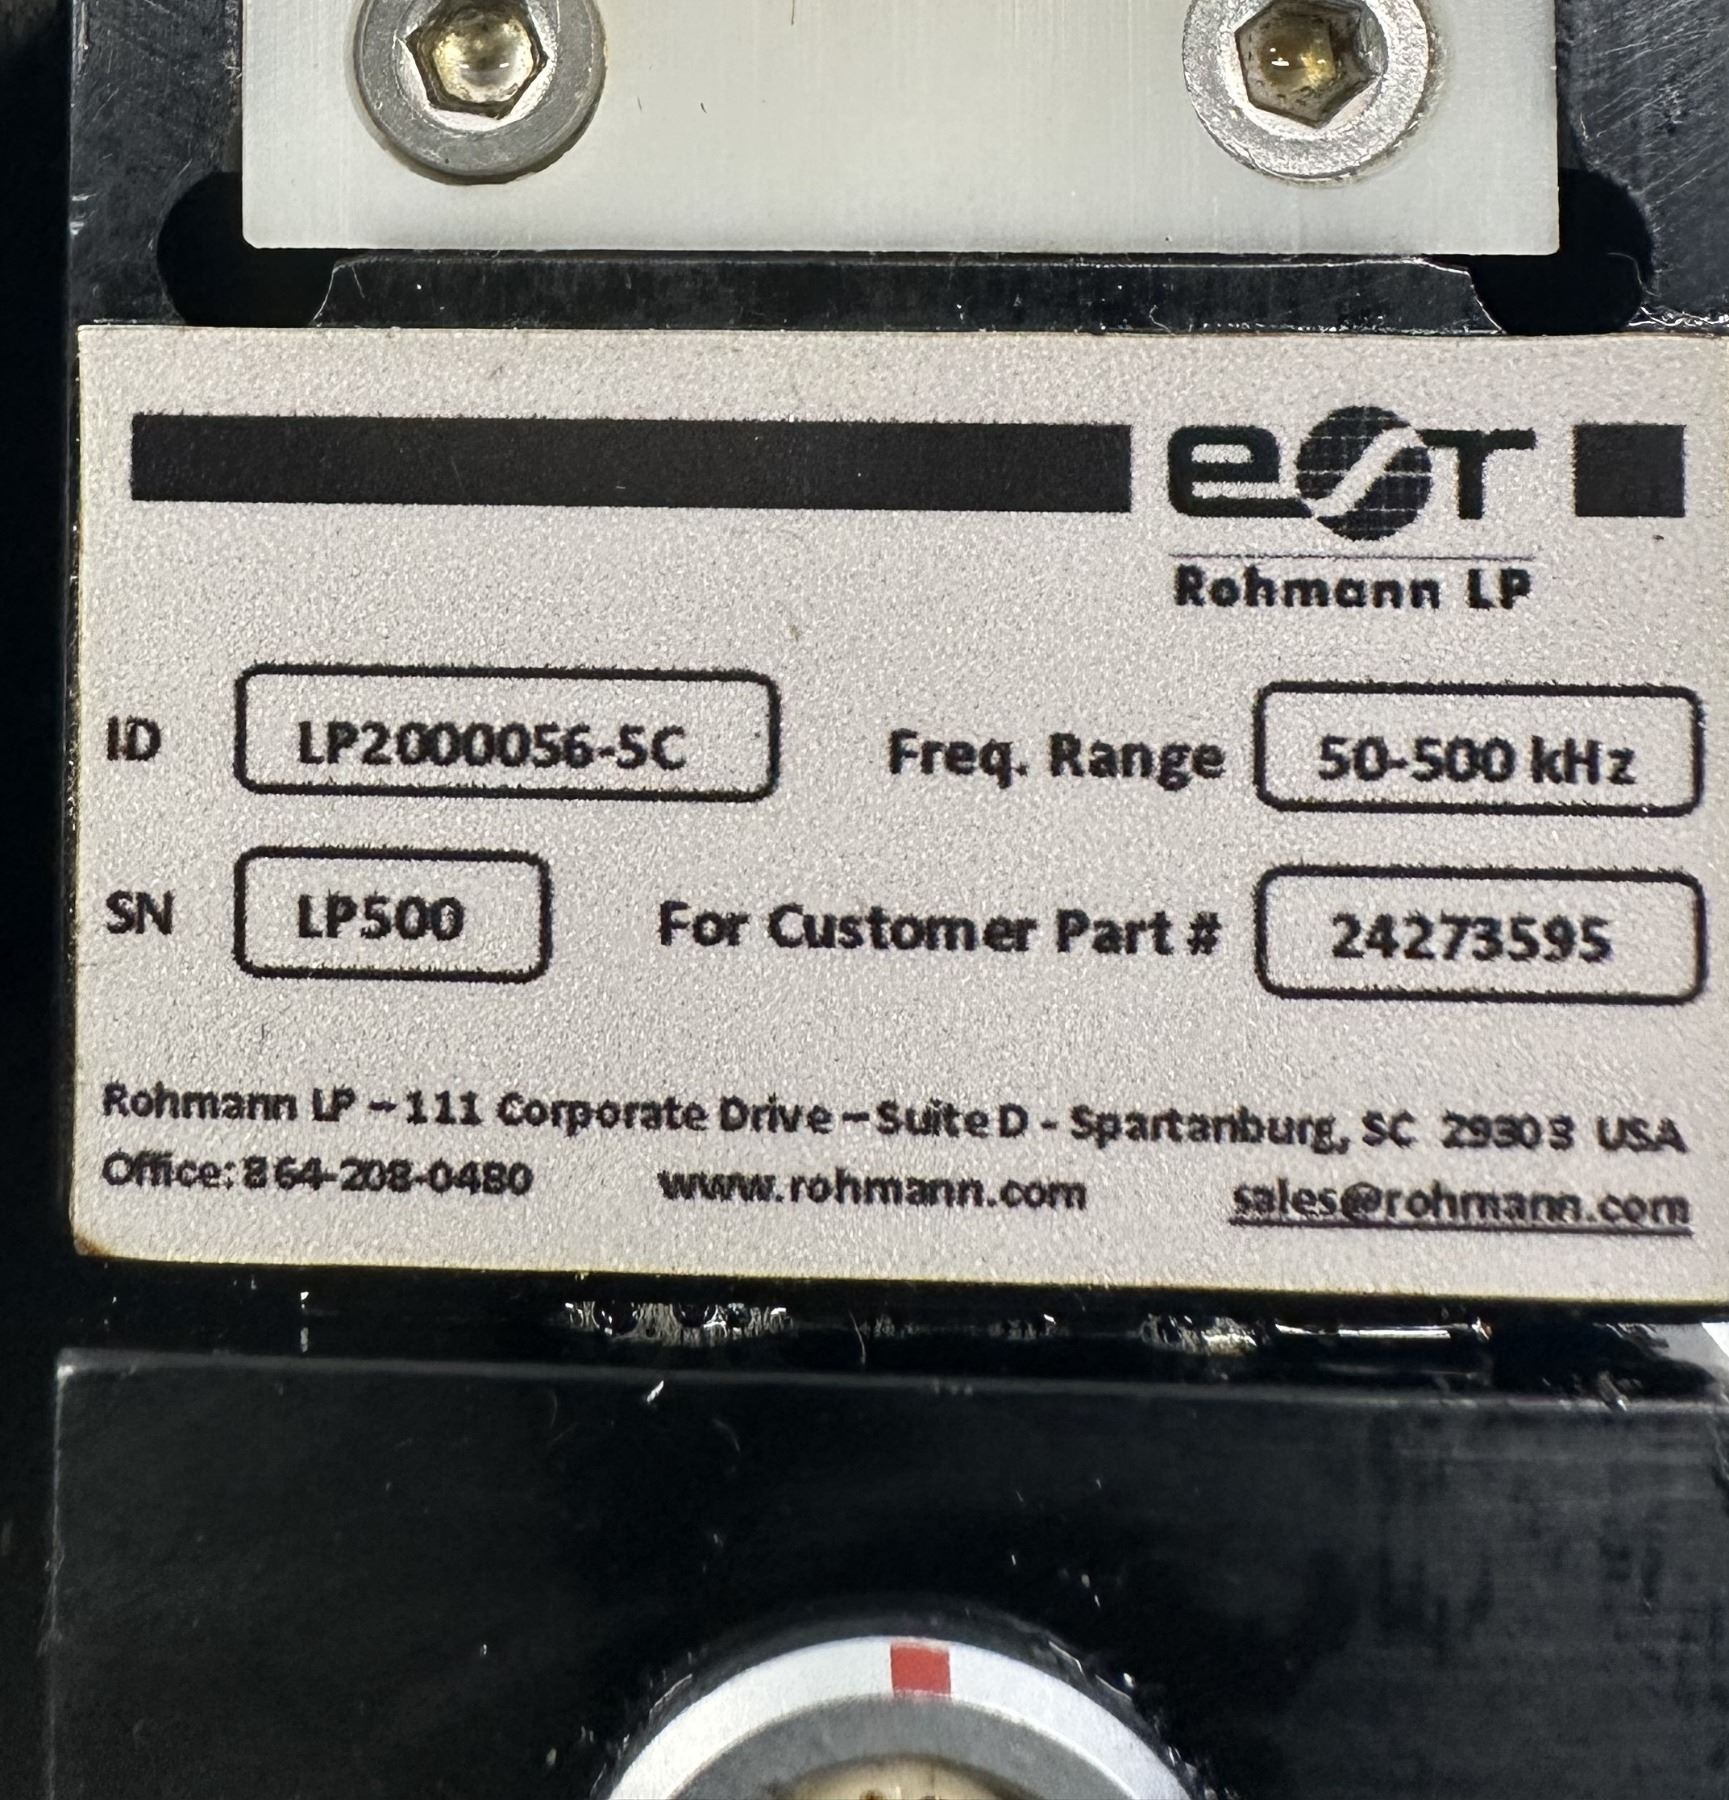 est
Rohmann LP
ID LP2000056-5C Freq. Range 50-500 kHz
SN LP500 For Customer Part # 24273595
Rohmann LP – 111 Corporate Drive – Suite D - Spartanburg, SC 29303 USA
Office: 864-208-0480 www.rohmann.com sales@rohmann.com